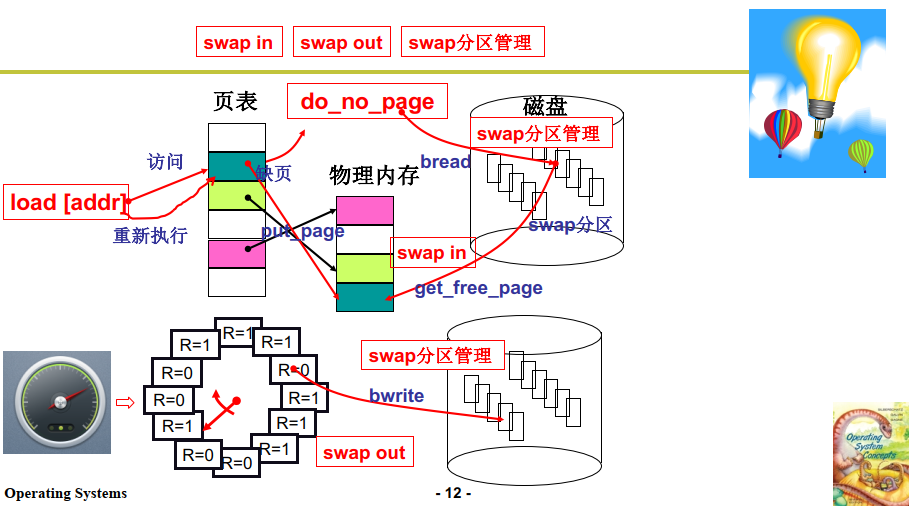 swap in
swap out
swap分区管理
页表
do_no_page
磁盘
swap分区管理
访问
缺页
物理内存
bread
load [addr]
重新执行
put_page
swap分区
swap in
get_free_page
R=1
R=1
R=1
R=0
R=0
R=0
R=1
R=1
R=1
R=1
R=0
R=0
swap分区管理
bwrite
swap out
Operating System Concepts
Operating Systems
- 12 -